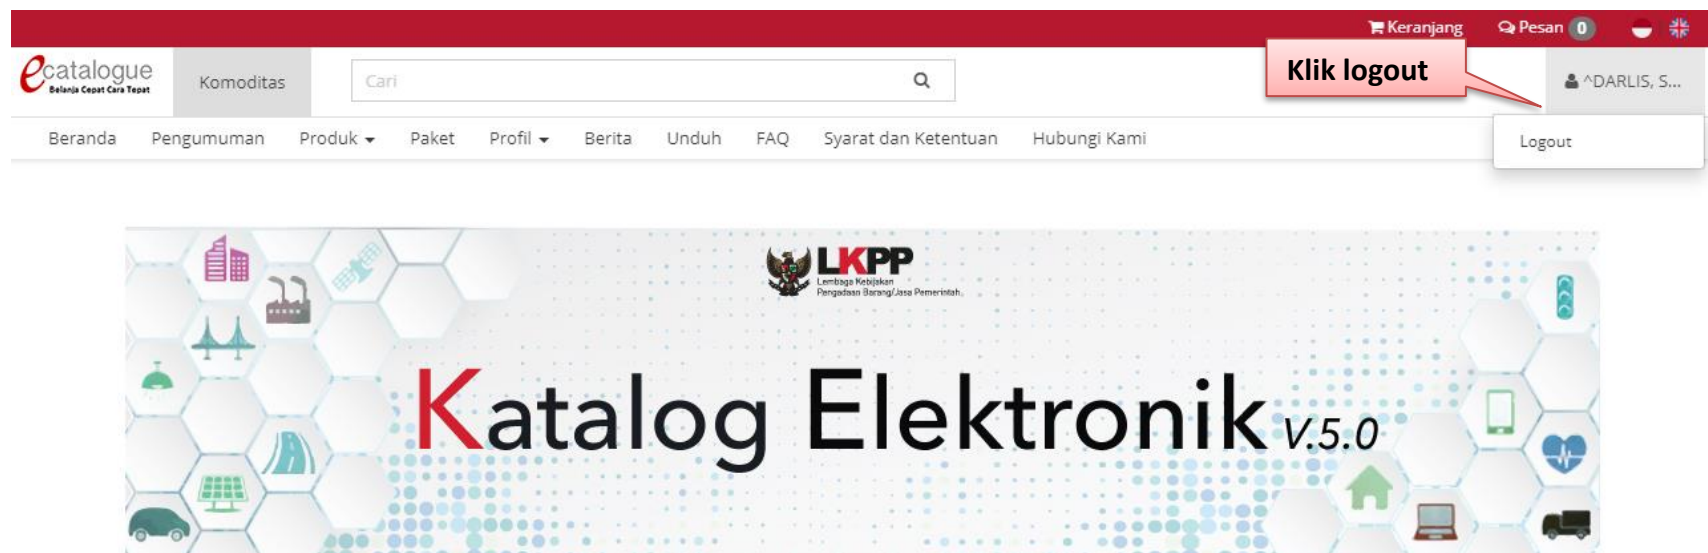 Keranjang Pesan 0
ecatalogue
Belanja Cepat Cara Tepat
Komoditas
Cari
Klik logout
^DARLIS, S...
Beranda Pengumuman Produk Paket Profil Berita Unduh FAQ Syarat dan Ketentuan Hubungi Kami
Logout
LKPP
Lembaga Kebijakan
Pengadaan Barang/Jasa Pemerintah
Katalog Elektronik V.5.0